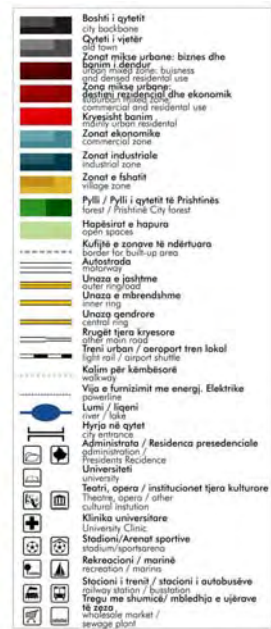 Boshti i qytetit
city backbone
Qyteti i vjetër
old town
Zonat mikse urbane: biznes dhe
banim i dendur
urban mixed zone: buisness
and densed residental use
Zona mikse urbane:
destiani rezidencial dhe ekonomik
suburban mixed zone,
commercial and residental use
Kryesisht banim
mainly urban residental
Zonat ekonomike
commercial zone
Zonat industriale
industrial zone
Zonat e fshatit
village zone
Pylli / Pylli i qytetit të Prishtinës
forest / Prishtinë City forest
Hapësirat e hapura
open spaces
Kufijtë e zonave të ndërtuara
border for built-up area
Autostrada
motorway
Unaza e jashtme
outer ringroad
Unaza e mbrendshme
inner ring
Unaza qendrore
central ring
Rrugët tjera kryesore
other main road
Treni urban / aeroport tren lokal
light rail / airport shuttle
Kalim për këmbësorë
walkway
Vija e furnizimit me energj. Elektrike
powerline
Lumi / liqeni
river / lake
Hyrja në qytet
city entrance
Administrata / Residenca presedenciale
administration /
Presidents Residence
Universiteti
university
Teatri, opera / institucionet tjera kulturore
Theatre, opera / other
cultural instution
Klinika universitare
University Clinic
Stadioni/Arenat sportive
stadium/sportsarena
Rekreacioni / marinë
recreation / marina
Stacioni i trenit / stacioni i autobusëve
railway station / busstation
Tregu me shumicë/ mbledhja e ujërave
të zeza
wholesale market /
sewage plant